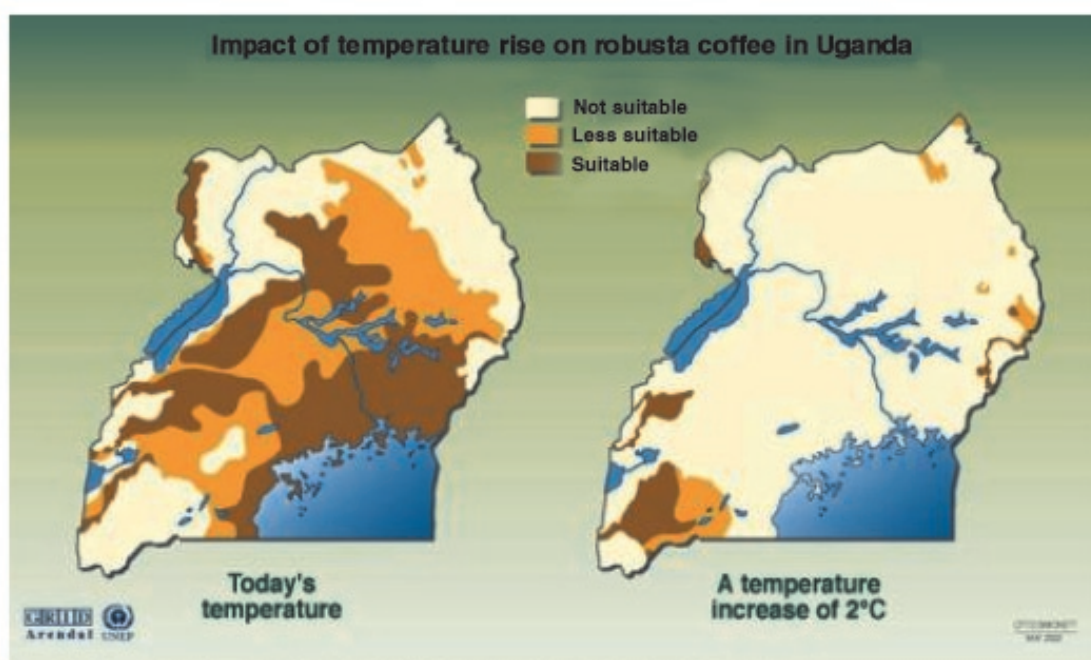 Impact of temperature rise on robusta coffee in Uganda
Not suitable
Less suitable
Suitable
Today's
temperature
A temperature
increase of 2°C
GRID
Arendal
UNEP